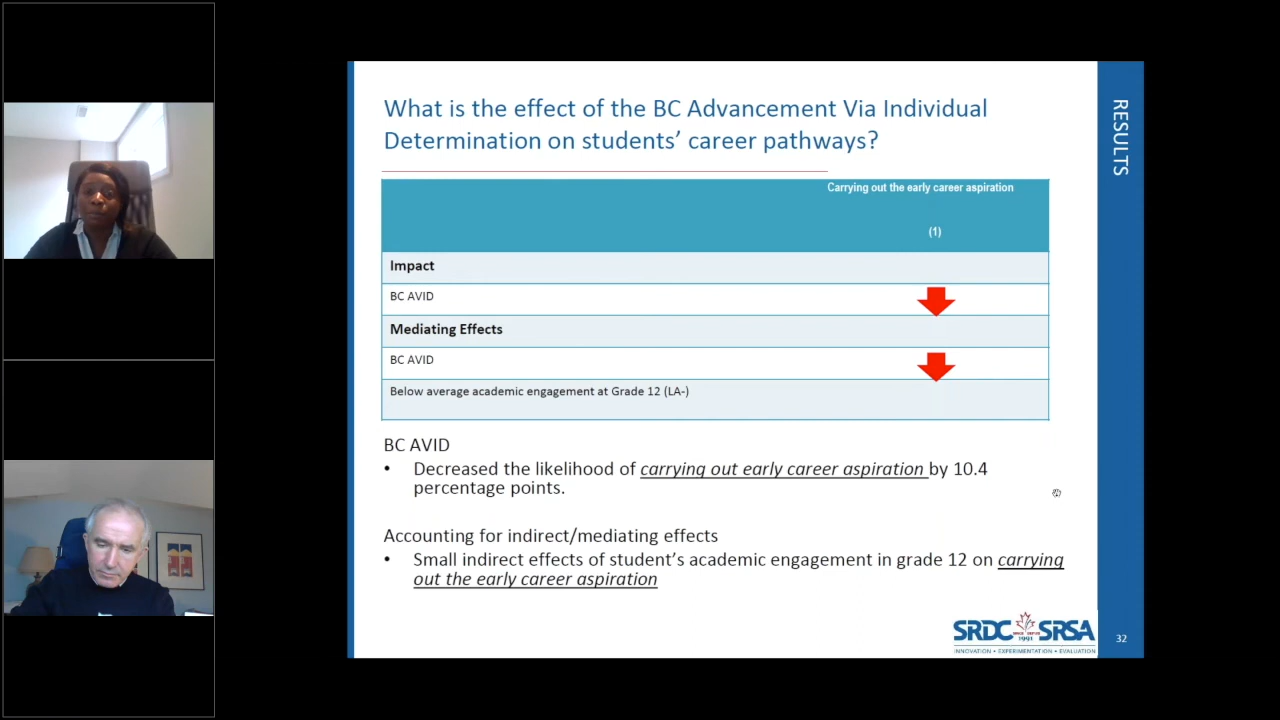 What is the effect of the BC Advancement Via Individual
Determination on students’ career pathways?
RESULTS
Carrying out the early career aspiration
(1)
Impact
BC AVID
Mediating Effects
BC AVID
Below average academic engagement at Grade 12 (LA-)
BC AVID
• Decreased the likelihood of carrying out early career aspiration by 10.4
percentage points.
Accounting for indirect/mediating effects
• Small indirect effects of student’s academic engagement in grade 12 on carrying
out the early career aspiration
SRDC SRSA
1991
INNOVATION • EXPERIMENTATION • EVALUATION
32